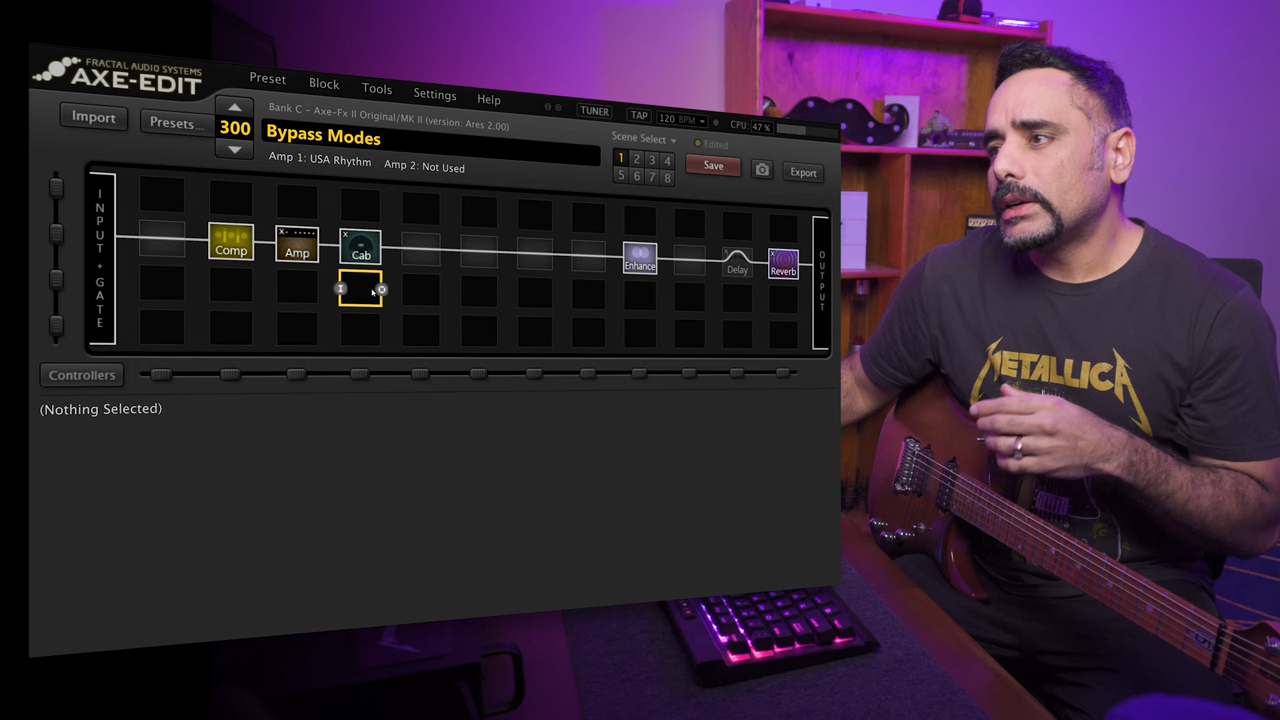 FRACTAL AUDIO SYSTEMS
AXE-EDIT
Preset Block Tools Settings Help
TUNER TAP 120 BPM CPU: 47 %
Import Presets... 300
Bank C - Axe-Fx II Original/MK II (version: Ares 2.00)
Bypass Modes
Amp 1: USA Rhythm Amp 2: Not Used
Scene Select Edited
1 2 3 4
5 6 7 8
Save Export
INPUT + GATE
X Comp
X Amp
X Cab
Enhance
Delay
X Reverb
OUTPUT
I O
Controllers
(Nothing Selected)
METALLICA